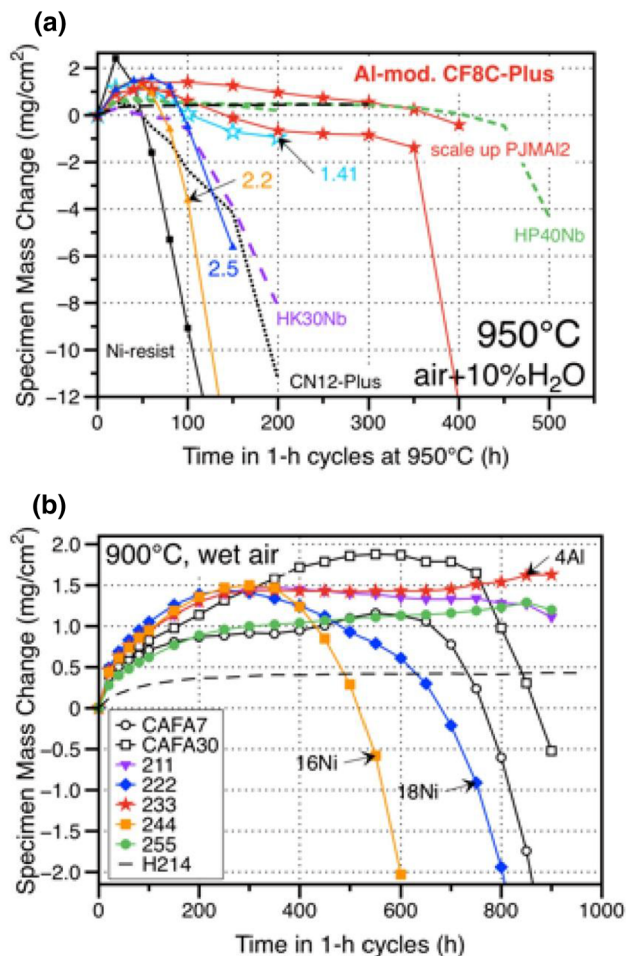 (a)
2
0
−2
−4
−6
−8
−10
−12
Specimen Mass Change (mg/cm²)
Al-mod. CF8C-Plus
scale up PJMAl2
1.41
2.2
2.5
HP40Nb
HK30Nb
Ni-resist
CN12-Plus
950°C
air+10%H₂O
0 100 200 300 400 500
Time in 1-h cycles at 950°C (h)
(b)
2.0
1.5
1.0
0.5
0
-0.5
-1.0
-1.5
-2.0
Specimen Mass Change (mg/cm²)
900°C, wet air
4Al
CAFA7
CAFA30
211
222
233
244
255
H214
16Ni
18Ni
0 200 400 600 800 1000
Time in 1-h cycles (h)